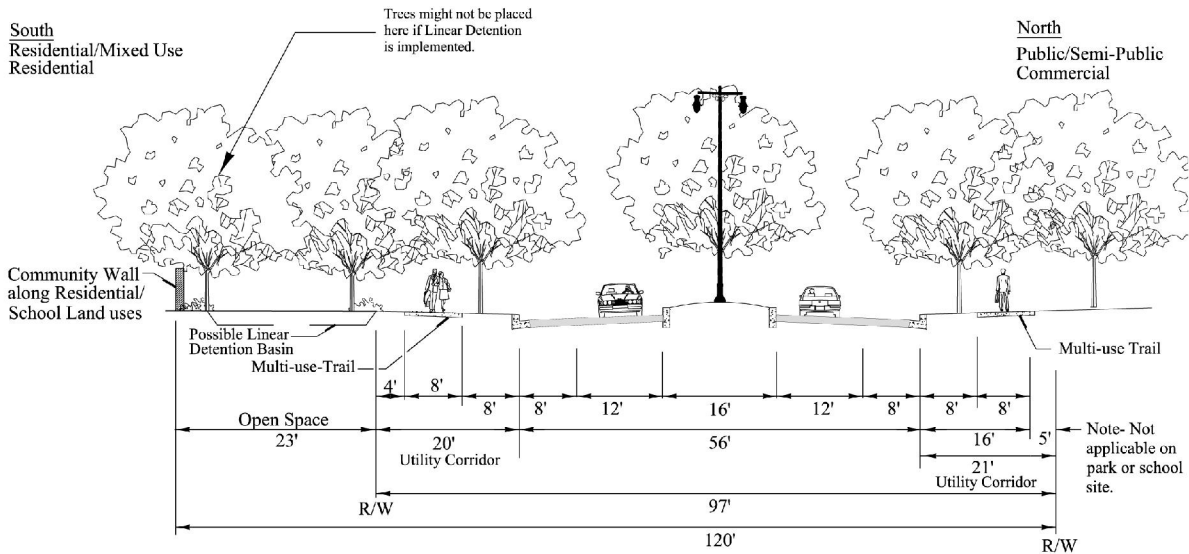 South
Residential/Mixed Use
Residential
Trees might not be placed
here if Linear Detention
is implemented.
North
Public/Semi-Public
Commercial
Community Wall
along Residential/
School Land uses
Possible Linear
Detention Basin
Multi-use-Trail
Multi-use Trail
4' 8' 8' 8' 12' 16' 12' 8' 8' 8'
Open Space
23'
20'
Utility Corridor
56'
16'
5'
21'
Utility Corridor
Note- Not
applicable on
park or school
site.
97'
R/W
120'
R/W